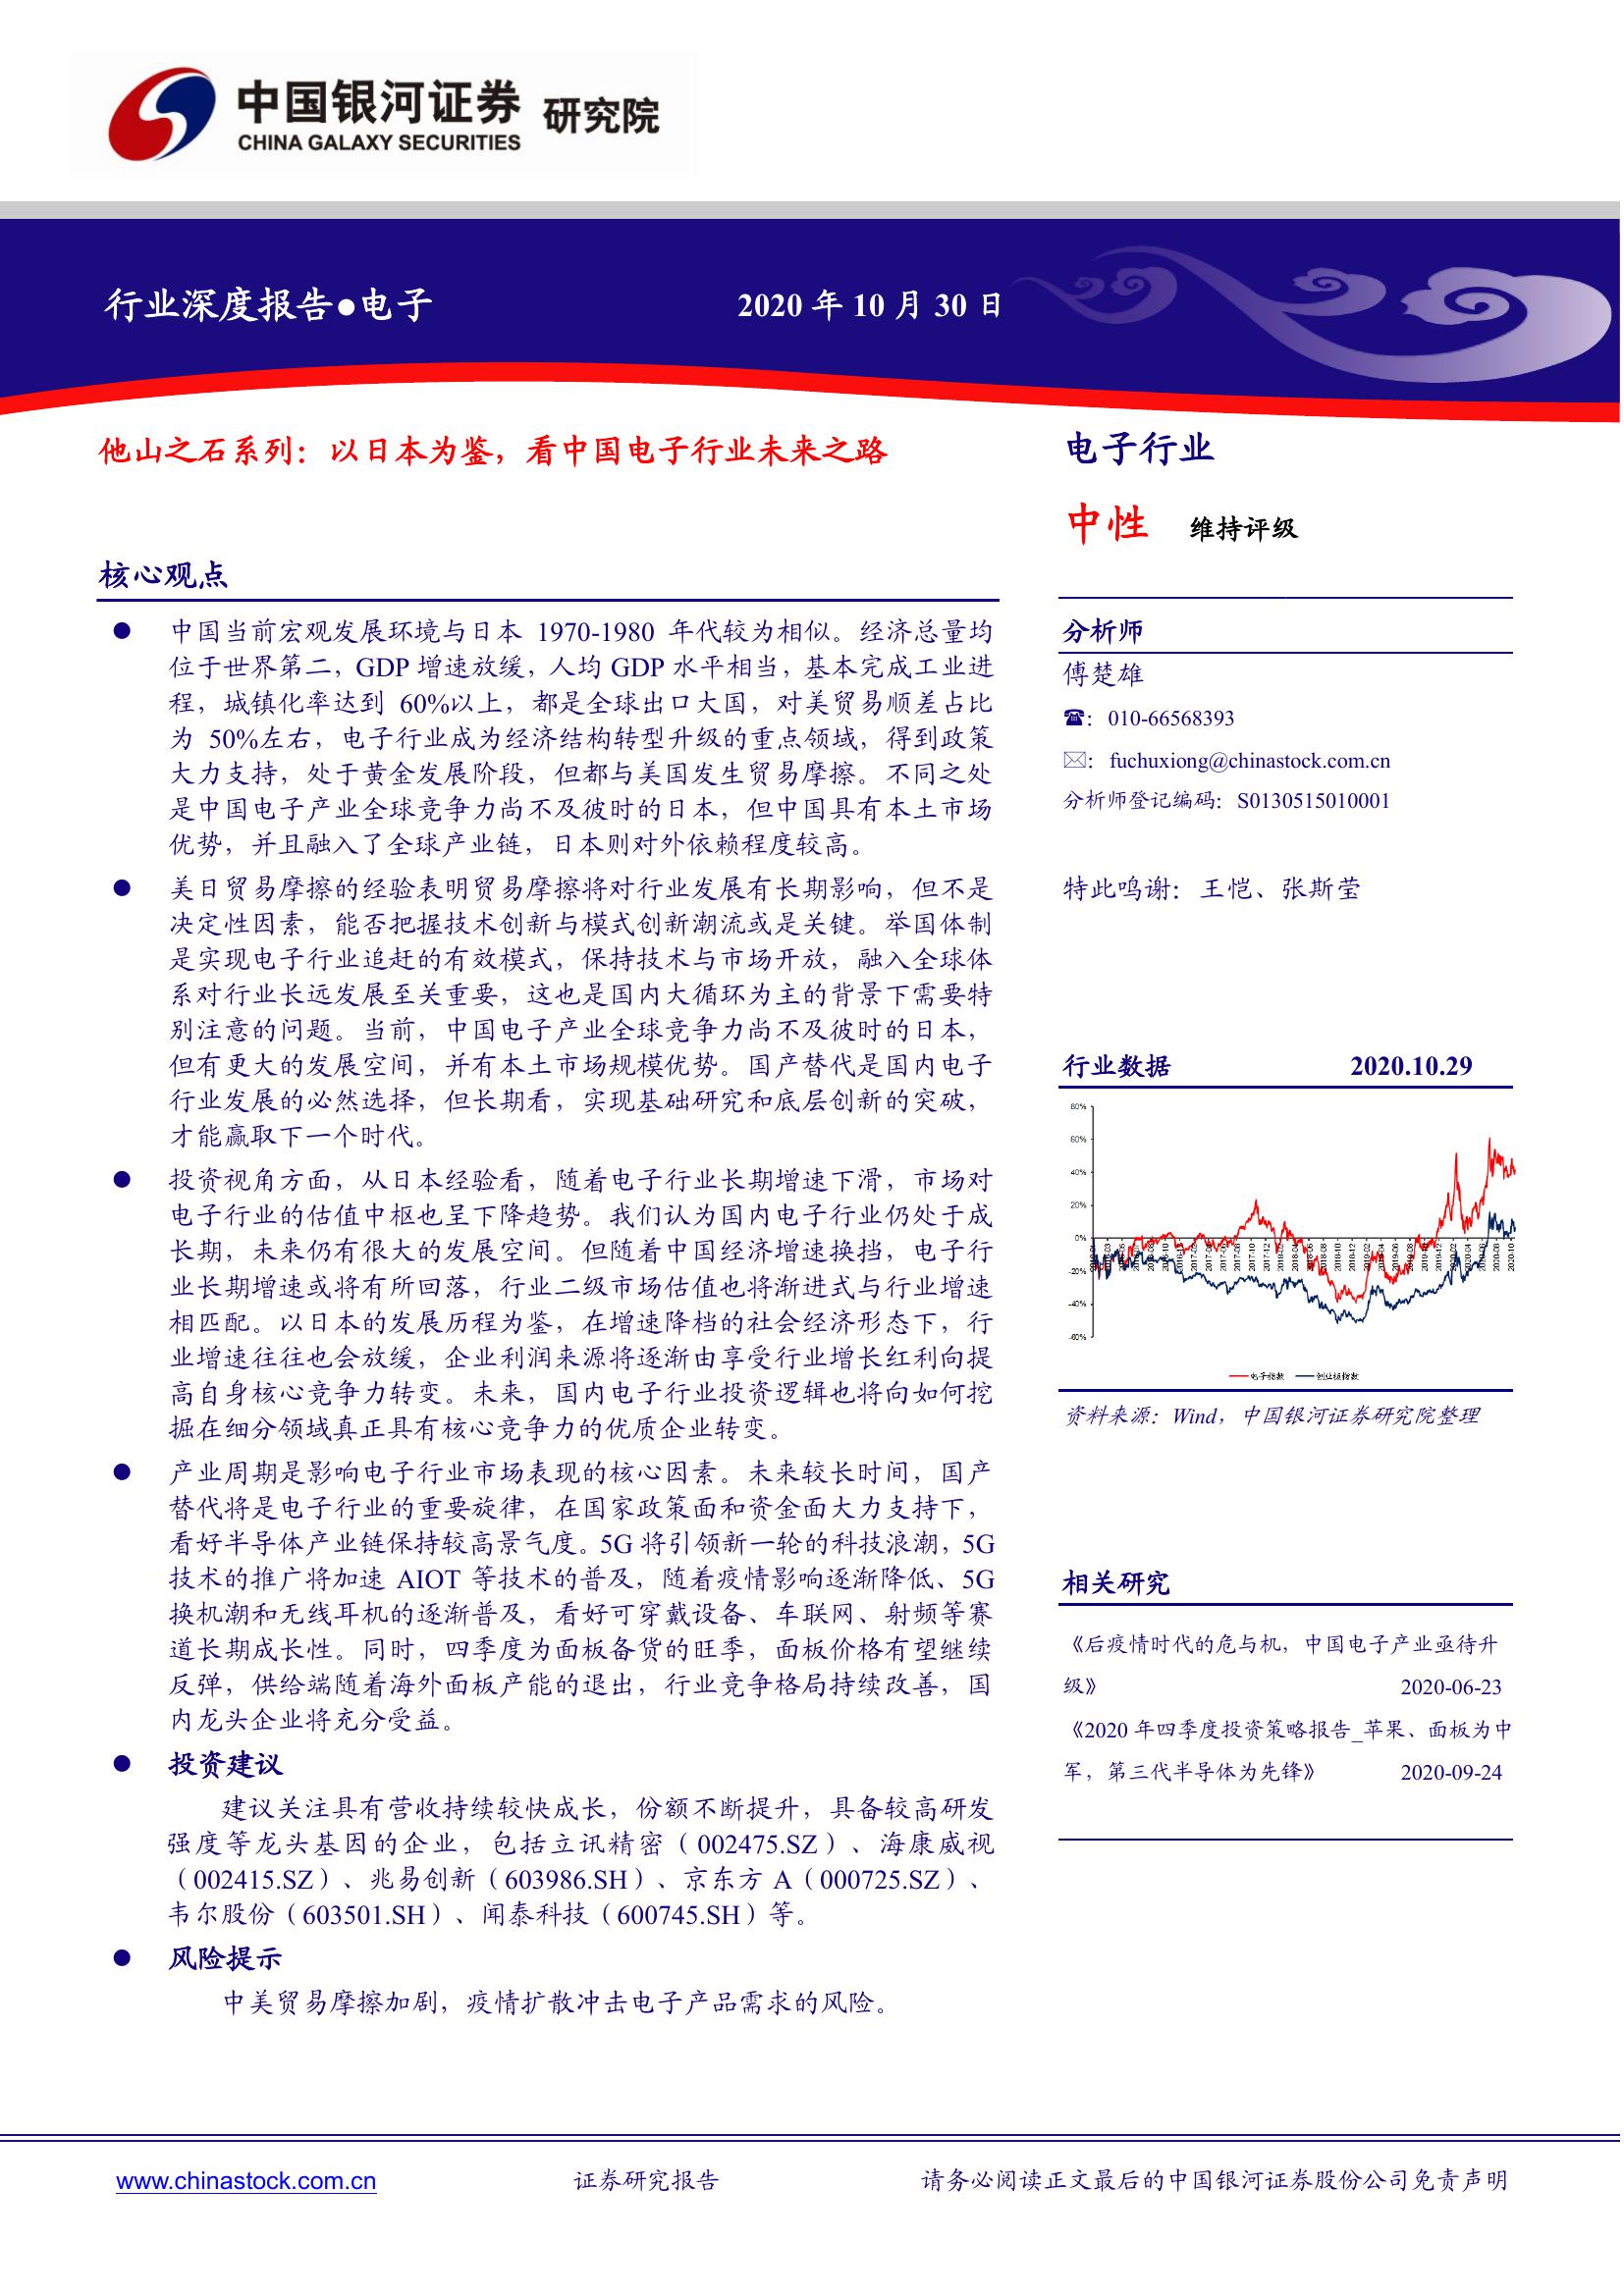 中国银河证券 研究院
CHINA GALAXY SECURITIES
行业深度报告●电子
2020 年 10 月 30 日
他山之石系列：以日本为鉴，看中国电子行业未来之路
核心观点
● 中国当前宏观发展环境与日本 1970-1980 年代较为相似。经济总量均
位于世界第二，GDP 增速放缓，人均 GDP 水平相当，基本完成工业进
程，城镇化率达到 60%以上，都是全球出口大国，对美贸易顺差占比
为 50%左右，电子行业成为经济结构转型升级的重点领域，得到政策
大力支持，处于黄金发展阶段，但都与美国发生贸易摩擦。不同之处
是中国电子产业全球竞争力尚不及彼时的日本，但中国具有本土市场
优势，并且融入了全球产业链，日本则对外依赖程度较高。
● 美日贸易摩擦的经验表明贸易摩擦将对行业发展有长期影响，但不是
决定性因素，能否把握技术创新与模式创新潮流或是关键。举国体制
是实现电子行业追赶的有效模式，保持技术与市场开放，融入全球体
系对行业长远发展至关重要，这也是国内大循环为主的背景下需要特
别注意的问题。当前，中国电子产业全球竞争力尚不及彼时的日本，
但有更大的发展空间，并有本土市场规模优势。国产替代是国内电子
行业发展的必然选择，但长期看，实现基础研究和底层创新的突破，
才能赢取下一个时代。
● 投资视角方面，从日本经验看，随着电子行业长期增速下滑，市场对
电子行业的估值中枢也呈下降趋势。我们认为国内电子行业仍处于成
长期，未来仍有很大的发展空间。但随着中国经济增速换挡，电子行
业长期增速或将有所回落，行业二级市场估值也将渐进式与行业增速
相匹配。以日本的发展历程为鉴，在增速降档的社会经济形态下，行
业增速往往也会放缓，企业利润来源将逐渐由享受行业增长红利向提
高自身核心竞争力转变。未来，国内电子行业投资逻辑也将向如何挖
掘在细分领域真正具有核心竞争力的优质企业转变。
● 产业周期是影响电子行业市场表现的核心因素。未来较长时间，国产
替代将是电子行业的重要旋律，在国家政策面和资金面大力支持下，
看好半导体产业链保持较高景气度。5G 将引领新一轮的科技浪潮，5G
技术的推广将加速 AIOT 等技术的普及，随着疫情影响逐渐降低、5G
换机潮和无线耳机的逐渐普及，看好可穿戴设备、车联网、射频等赛
道长期成长性。同时，四季度为面板备货的旺季，面板价格有望继续
反弹，供给端随着海外面板产能的退出，行业竞争格局持续改善，国
内龙头企业将充分受益。
● 投资建议
建议关注具有营收持续较快成长，份额不断提升，具备较高研发
强度等龙头基因的企业，包括立讯精密（002475.SZ）、海康威视
（002415.SZ）、兆易创新（603986.SH）、京东方 A（000725.SZ）、
韦尔股份（603501.SH）、闻泰科技（600745.SH）等。
● 风险提示
中美贸易摩擦加剧，疫情扩散冲击电子产品需求的风险。
电子行业
中性 维持评级
分析师
傅楚雄
☎：010-66568393
✉：fuchuxiong@chinastock.com.cn
分析师登记编码：S0130515010001
特此鸣谢：王恺、张斯莹
行业数据 2020.10.29
80%
60%
40%
20%
0%
-20%
-40%
-60%
电子指数 创业板指数
资料来源：Wind，中国银河证券研究院整理
相关研究
《后疫情时代的危与机，中国电子产业亟待升
级》 2020-06-23
《2020 年四季度投资策略报告_苹果、面板为中
军，第三代半导体为先锋》 2020-09-24
www.chinastock.com.cn
证券研究报告
请务必阅读正文最后的中国银河证券股份公司免责声明